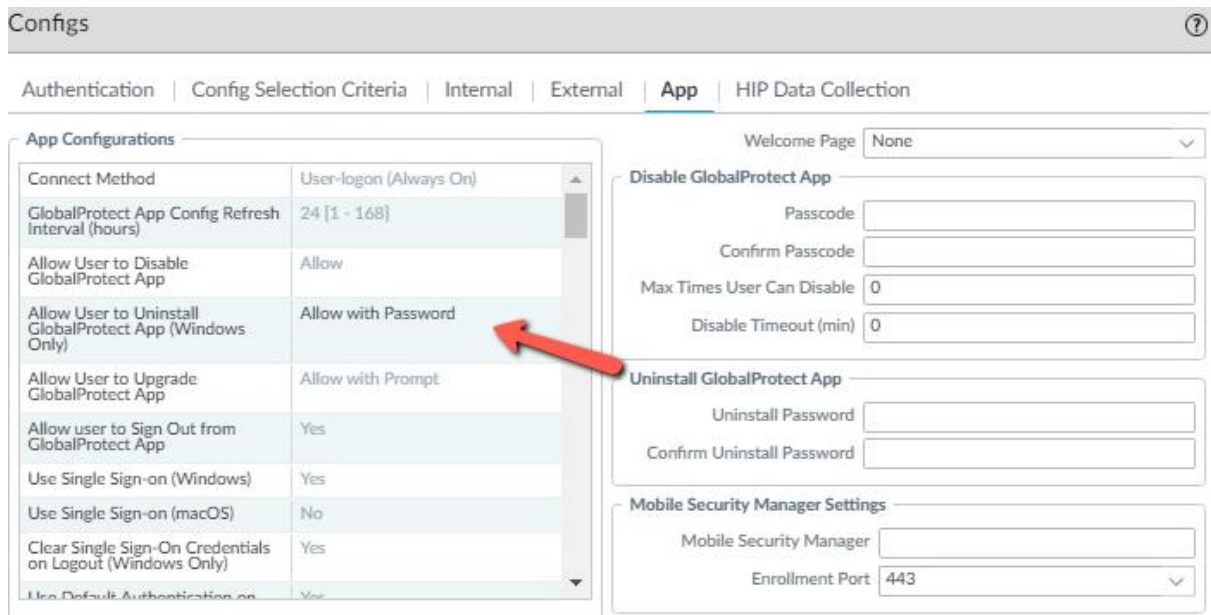 Configs
Authentication | Config Selection Criteria | Internal | External | App | HIP Data Collection
App Configurations
Connect Method User-logon (Always On)
GlobalProtect App Config Refresh
Interval (hours) 24 [1 - 168]
Allow User to Disable
GlobalProtect App Allow
Allow User to Uninstall
GlobalProtect App (Windows
Only) Allow with Password
Allow User to Upgrade
GlobalProtect App Allow with Prompt
Allow user to Sign Out from
GlobalProtect App Yes
Use Single Sign-on (Windows) Yes
Use Single Sign-on (macOS) No
Clear Single Sign-On Credentials
on Logout (Windows Only) Yes
Use Default Authentication on Yes
Welcome Page None
Disable GlobalProtect App
Passcode
Confirm Passcode
Max Times User Can Disable 0
Disable Timeout (min) 0
Uninstall GlobalProtect App
Uninstall Password
Confirm Uninstall Password
Mobile Security Manager Settings
Mobile Security Manager
Enrollment Port 443